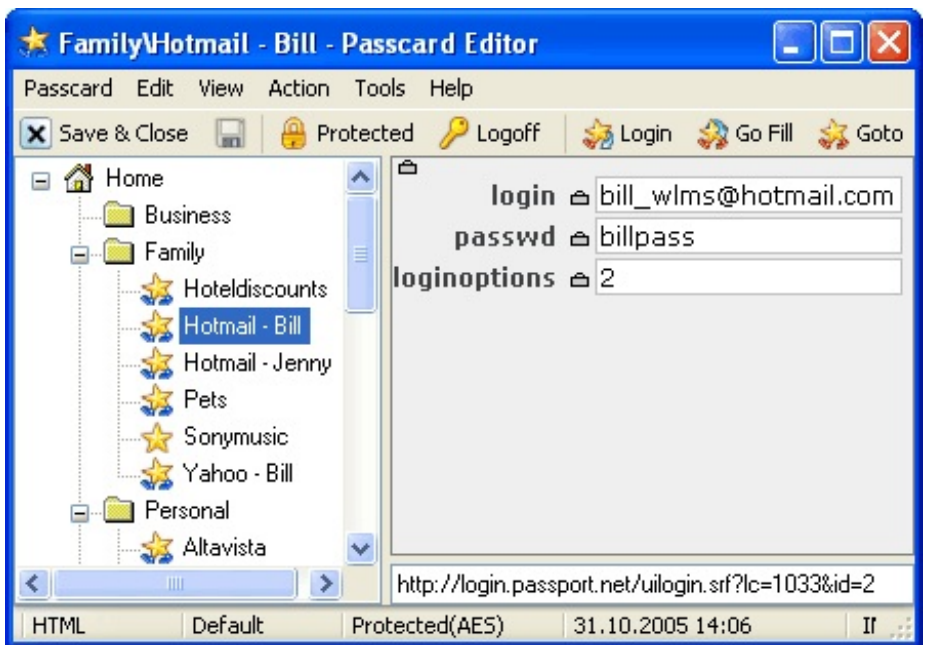 Family\Hotmail - Bill - Passcard Editor
Passcard Edit View Action Tools Help
Save & Close Protected Logoff Login Go Fill Goto
Home
Business
Family
Hoteldiscounts
Hotmail - Bill
Hotmail - Jenny
Pets
Sonymusic
Yahoo - Bill
Personal
Altavista
login bill_wlms@hotmail.com
passwd billpass
loginoptions 2
http://login.passport.net/uilogin.srf?lc=1033&id=2
HTML Default Protected(AES) 31.10.2005 14:06